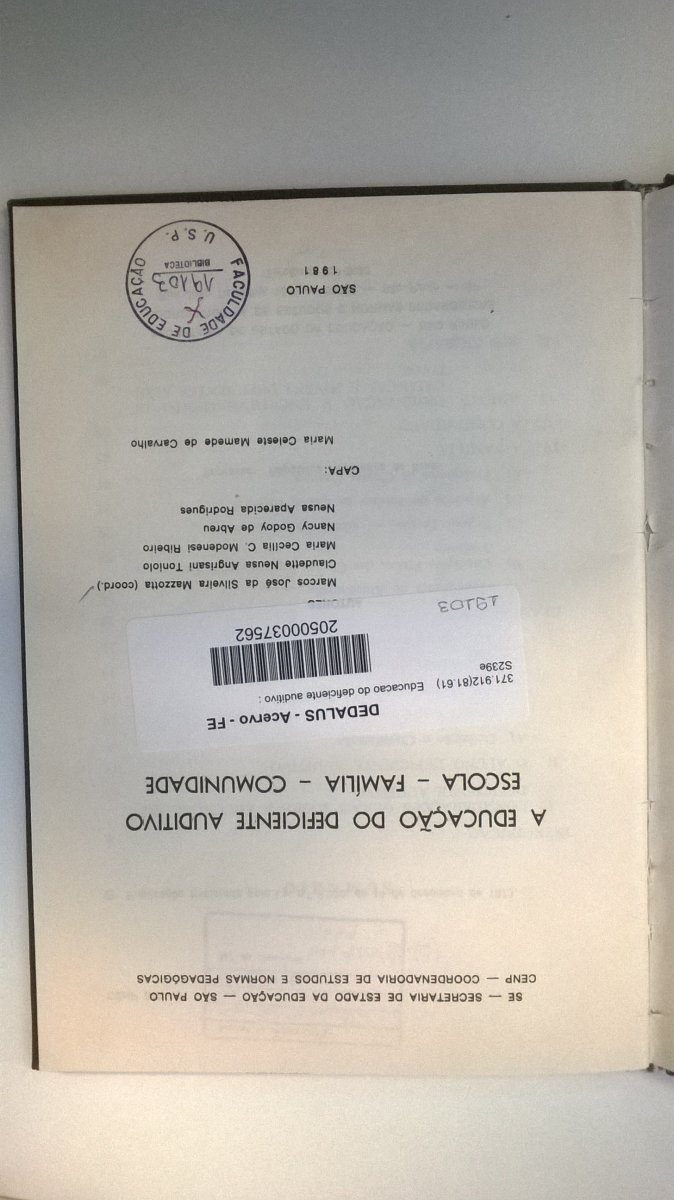 SE — SECRETARIA DE ESTADO DA EDUCAÇÃO — SÃO PAULO
CENP — COORDENADORIA DE ESTUDOS E NORMAS PEDAGÓGICAS
A EDUCAÇÃO DO DEFICIENTE AUDITIVO
ESCOLA – FAMÍLIA – COMUNIDADE
DEDALUS - Acervo - FE
371.912(81.61) Educacao do deficiente auditivo :
S239e
20500037562
19103
Marcos José da Silveira Mazzotta (coord.)
Claudette Neusa Angrisani Toniolo
Maria Cecília C. Modenesi Ribeiro
Nancy Godoy de Abreu
Neusa Aparecida Rodrigues
CAPA:
Maria Celeste Mamede de Carvalho
SÃO PAULO
1981
FACULDADE DE EDUCAÇÃO
19103
BIBLIOTECA
U.S.P.